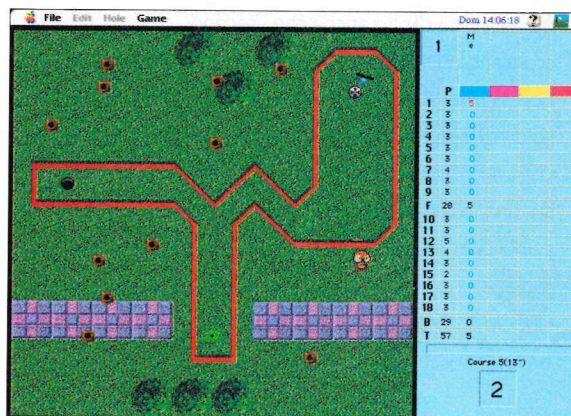 File Edit Hole Game Dom 14:06:18
1 M
e
P
1 3 5
2 3 0
3 3 0
4 3 0
5 3 0
6 3 0
7 4 0
8 3 0
9 3 0
F 28 5
10 3 0
11 3 0
12 5 0
13 4 0
14 3 0
15 2 0
16 3 0
17 3 0
18 3 0
B 29 0
T 57 5
Course 5(13")
2